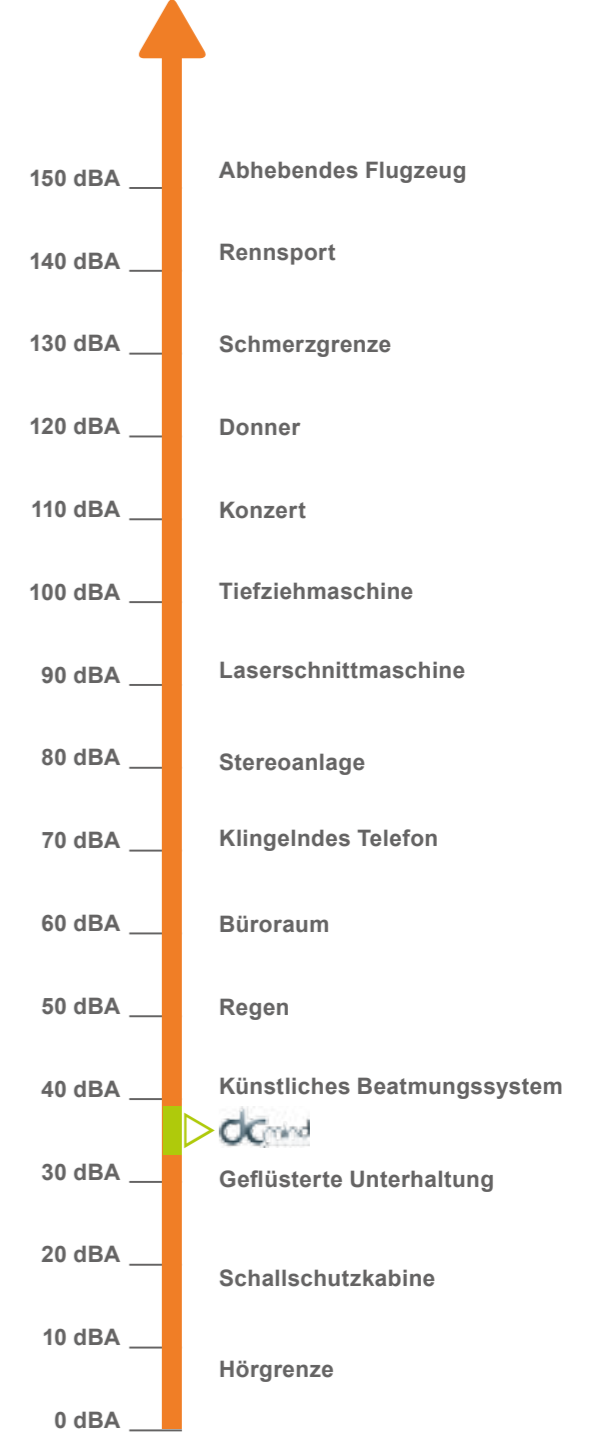 150 dBA Abhebendes Flugzeug
140 dBA Rennsport
130 dBA Schmerzgrenze
120 dBA Donner
110 dBA Konzert
100 dBA Tiefziehmaschine
90 dBA Laserschnittmaschine
80 dBA Stereoanlage
70 dBA Klingelndes Telefon
60 dBA Büroraum
50 dBA Regen
40 dBA Künstliches Beatmungssystem
dcmind
30 dBA Geflüsterte Unterhaltung
20 dBA Schallschutzkabine
10 dBA Hörgrenze
0 dBA